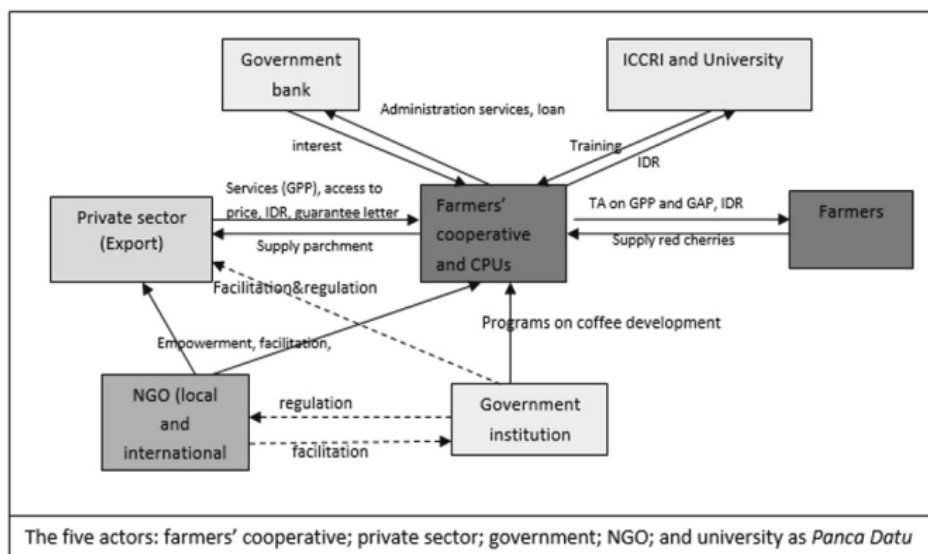 Government
bank
ICCRI and University
Administration services, loan
interest
Training
IDR
Services (GPP), access to
price, IDR, guarantee letter
Private sector
(Export)
Supply parchment
Farmers'
cooperative
and CPUs
TA on GPP and GAP, IDR
Supply red cherries
Farmers
Facilitation&regulation
Programs on coffee development
Empowerment, facilitation,
NGO (local
and
international
regulation
facilitation
Government
institution
The five actors: farmers' cooperative; private sector; government; NGO; and university as Panca Datu